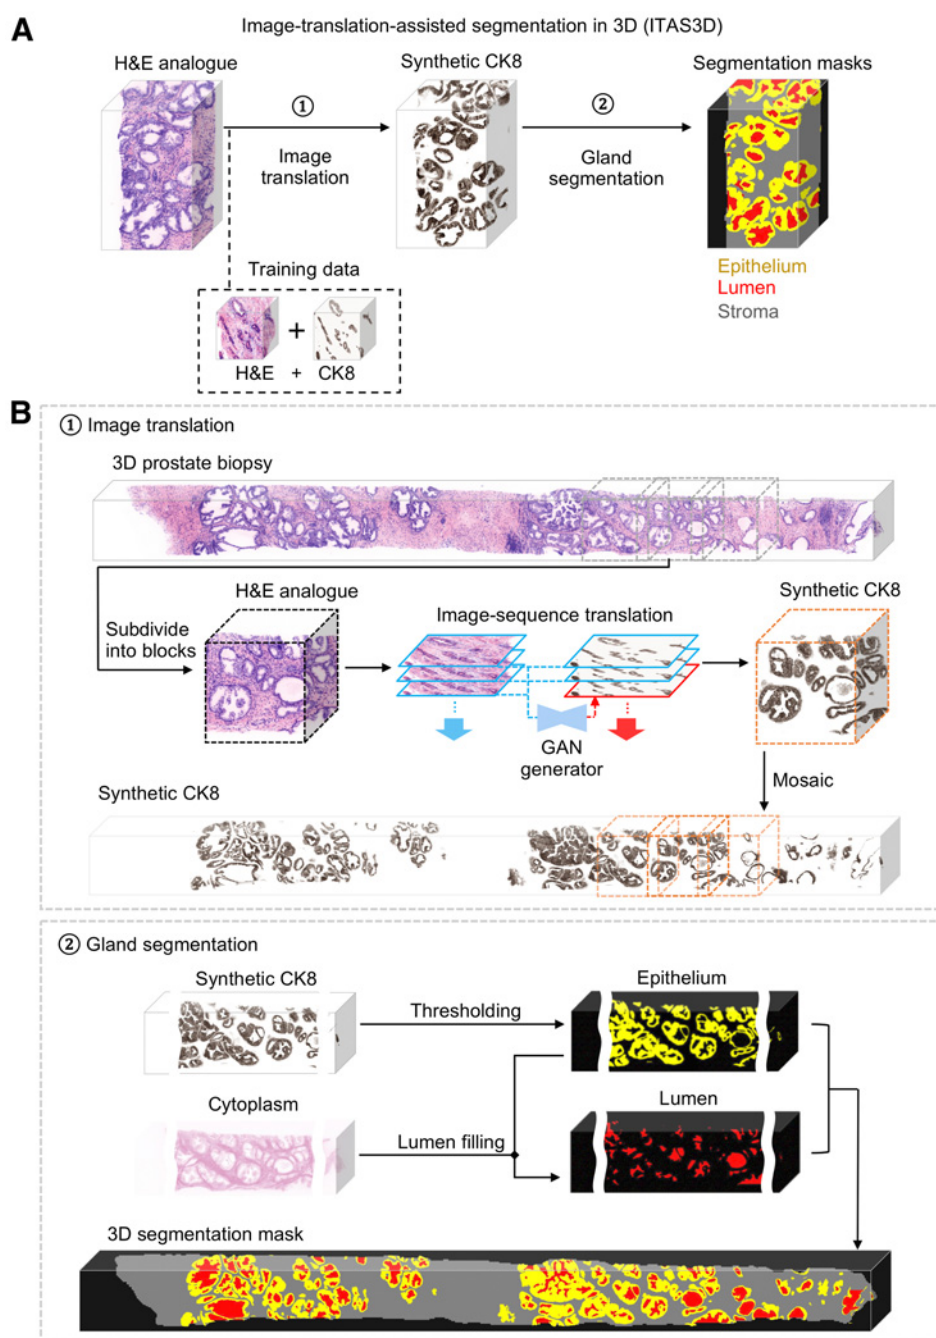 A
Image-translation-assisted segmentation in 3D (ITAS3D)
H&E analogue
Synthetic CK8
Segmentation masks
①
②
Image
translation
Gland
segmentation
Epithelium
Lumen
Stroma
Training data
+
H&E + CK8
B
① Image translation
3D prostate biopsy
H&E analogue
Synthetic CK8
Subdivide
into blocks
Image-sequence translation
GAN
generator
Mosaic
Synthetic CK8
② Gland segmentation
Synthetic CK8
Epithelium
Thresholding
Cytoplasm
Lumen
Lumen filling
3D segmentation mask